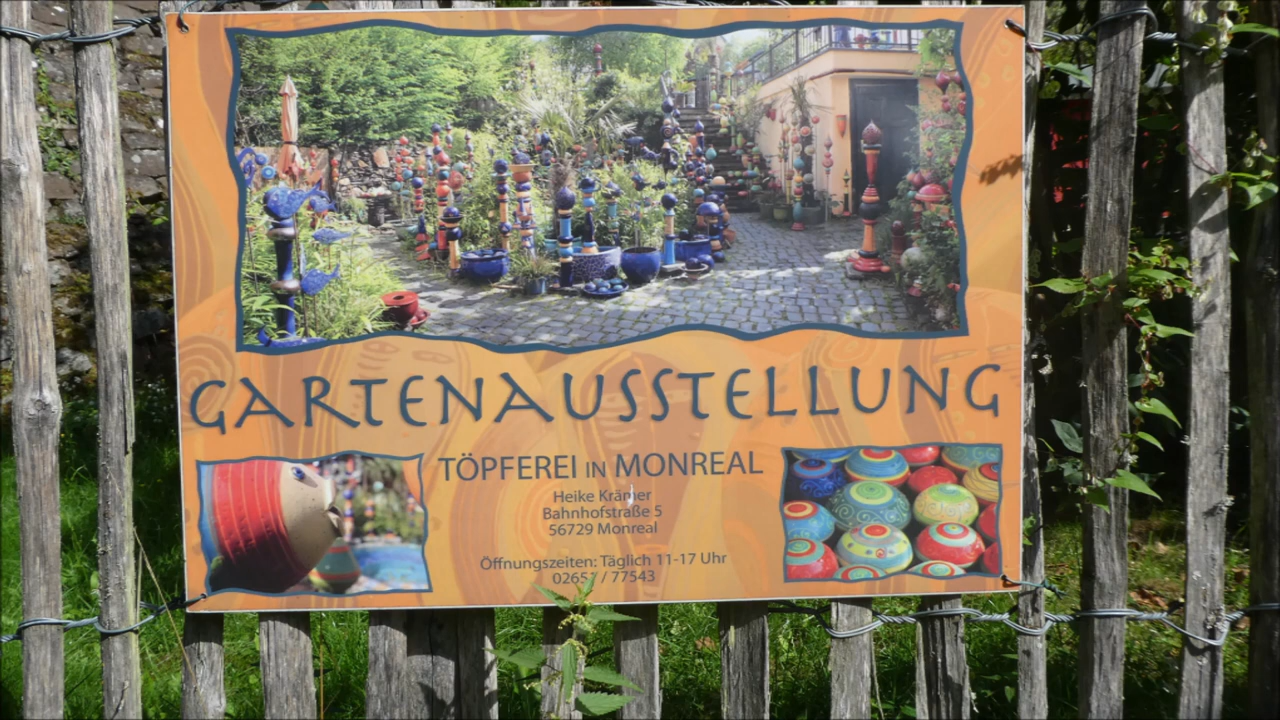 GARTENAUSSTELLUNG
TÖPFEREI IN MONREAL
Heike Krämer
Bahnhofstraße 5
56729 Monreal
Öffnungszeiten: Täglich 11-17 Uhr
02651 / 77543